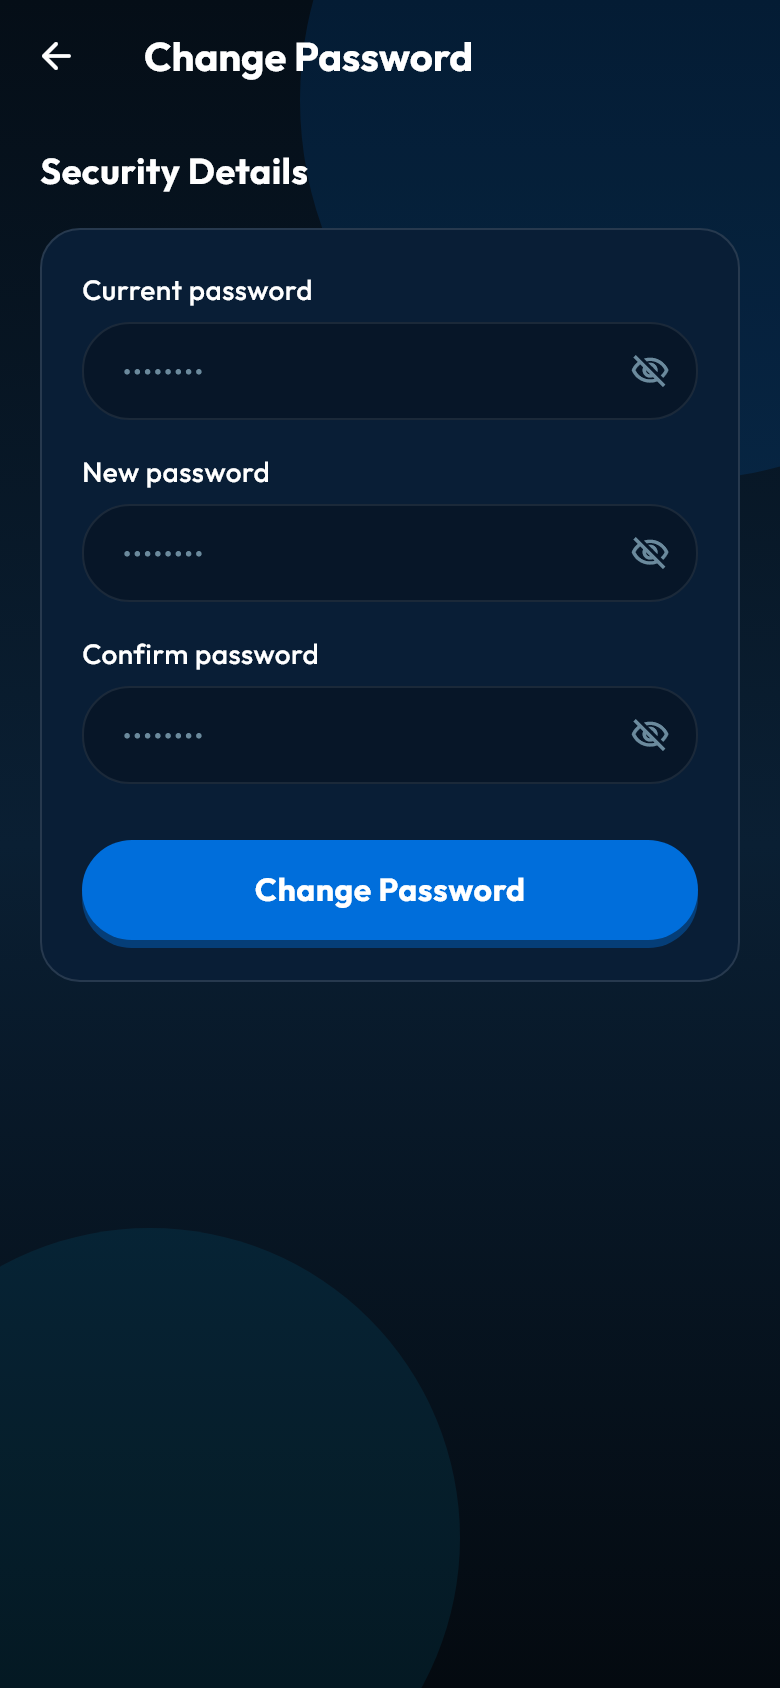 Change Password
Security Details
Current password
••••••••
New password
••••••••
Confirm password
••••••••
Change Password